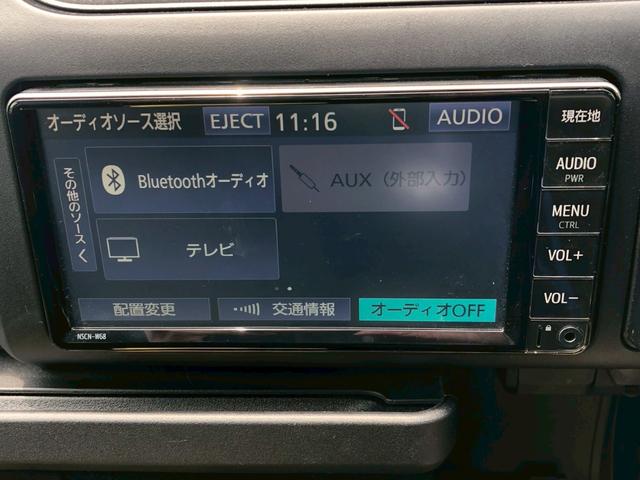 オーディオソース選択 EJECT 11:16 AUDIO
その他のソース く
Bluetoothオーディオ
AUX (外部入力)
テレビ
配置変更
交通情報
オーディオOFF
NSCN-W68
現在地
AUDIO
PWR
MENU
CTRL
VOL+
VOL-